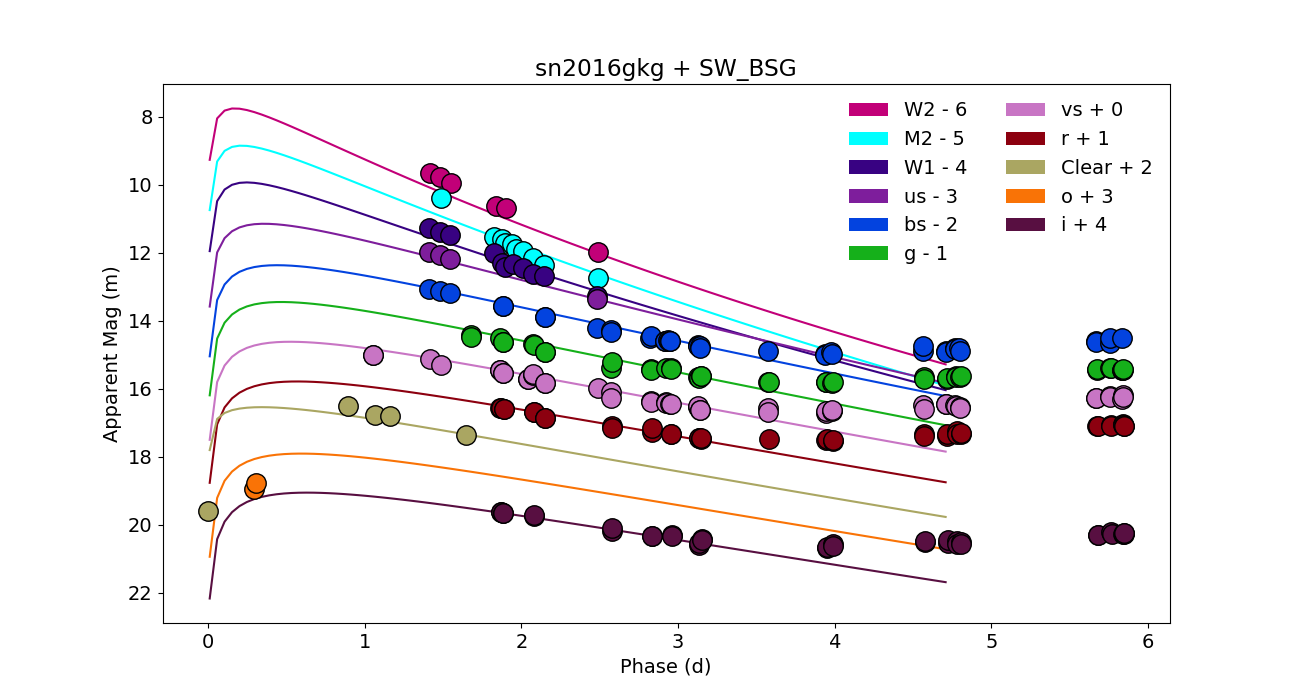 sn2016gkg + SW_BSG
W2 - 6
M2 - 5
W1 - 4
us - 3
bs - 2
g - 1
vs + 0
r + 1
Clear + 2
o + 3
i + 4
Apparent Mag (m)
8
10
12
14
16
18
20
22
0
1
2
3
4
5
6
Phase (d)